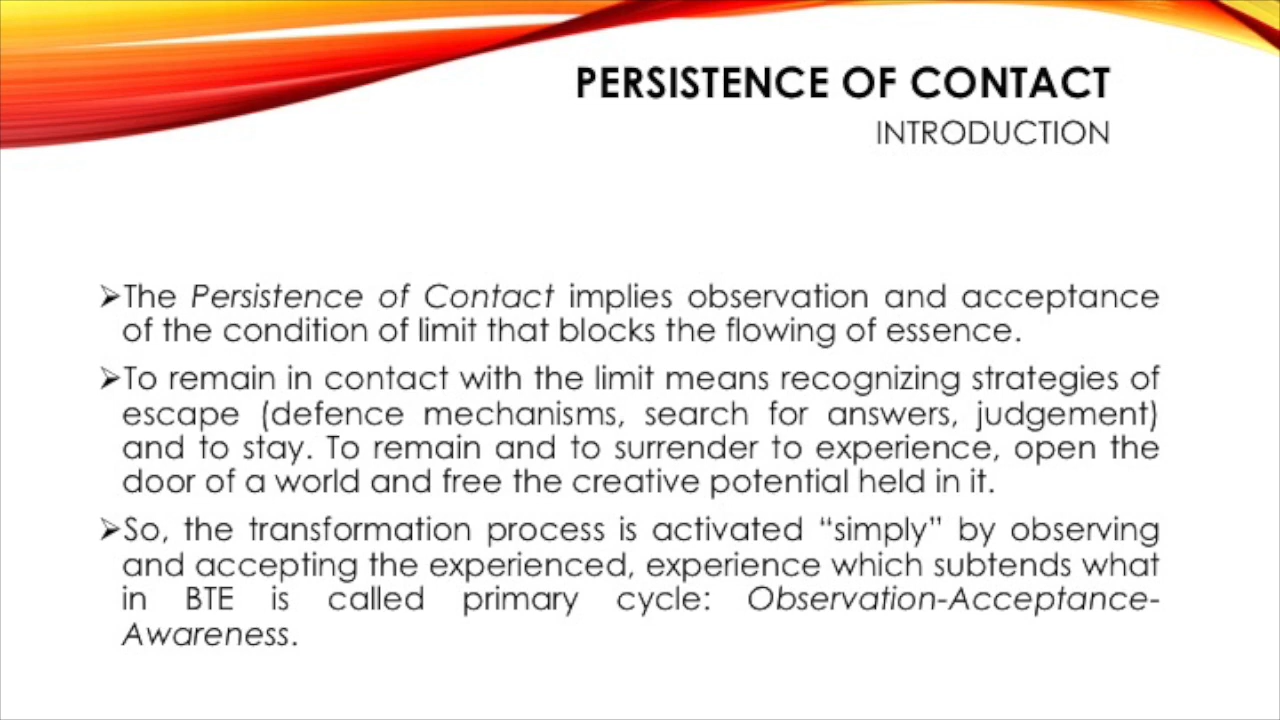 PERSISTENCE OF CONTACT
INTRODUCTION
➢The Persistence of Contact implies observation and acceptance
of the condition of limit that blocks the flowing of essence.
➢To remain in contact with the limit means recognizing strategies of
escape (defence mechanisms, search for answers, judgement)
and to stay. To remain and to surrender to experience, open the
door of a world and free the creative potential held in it.
➢So, the transformation process is activated “simply” by observing
and accepting the experienced, experience which subtends what
in BTE is called primary cycle: Observation-Acceptance-
Awareness.